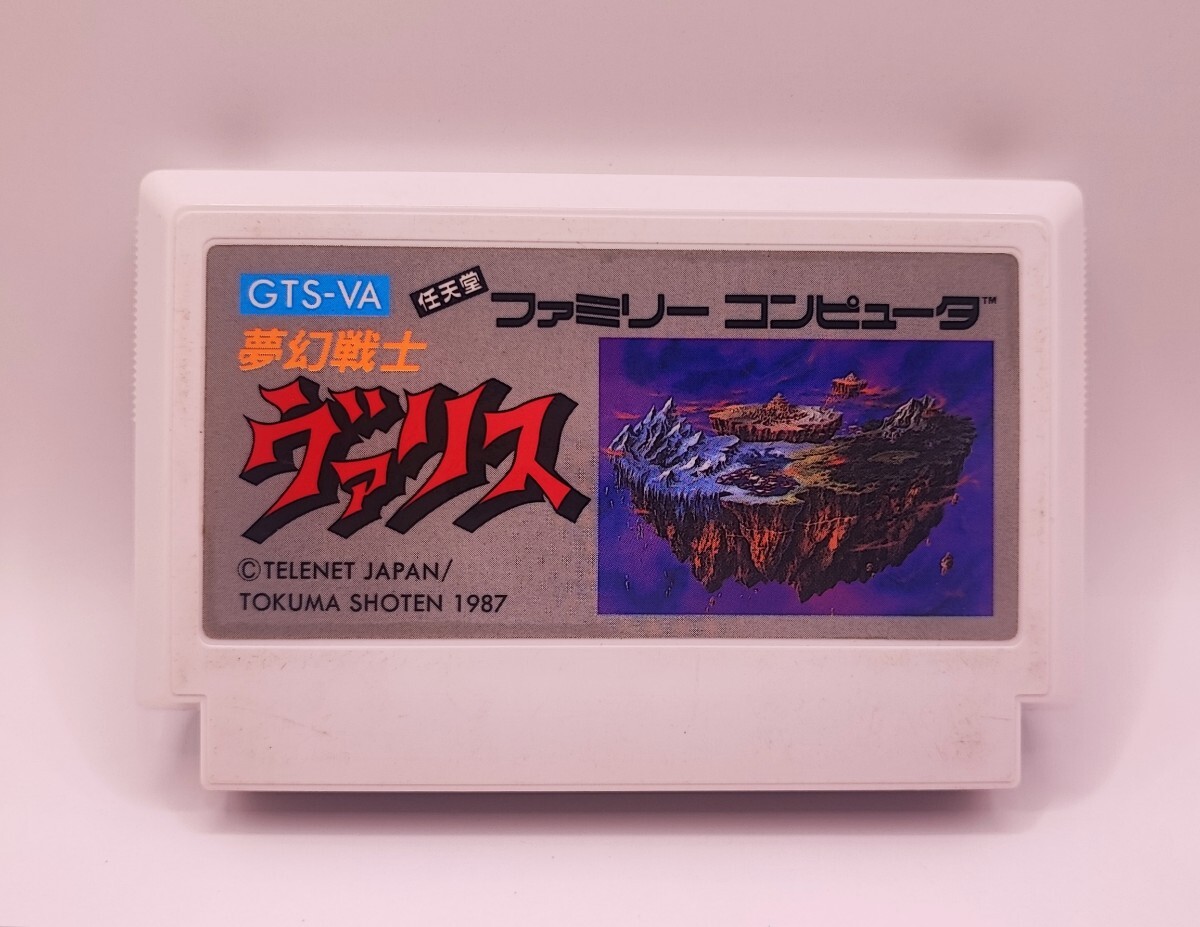 GTS-VA
任天堂 ファミリー コンピュータ™
夢幻戦士
ヴァリス
©TELENET JAPAN/
TOKUMA SHOTEN 1987